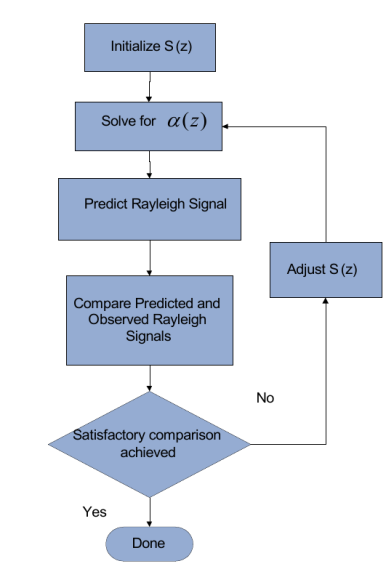 Initialize S(z)
Solve for α(z)
Predict Rayleigh Signal
Compare Predicted and
Observed Rayleigh
Signals
Adjust S(z)
No
Satisfactory comparison
achieved
Yes
Done